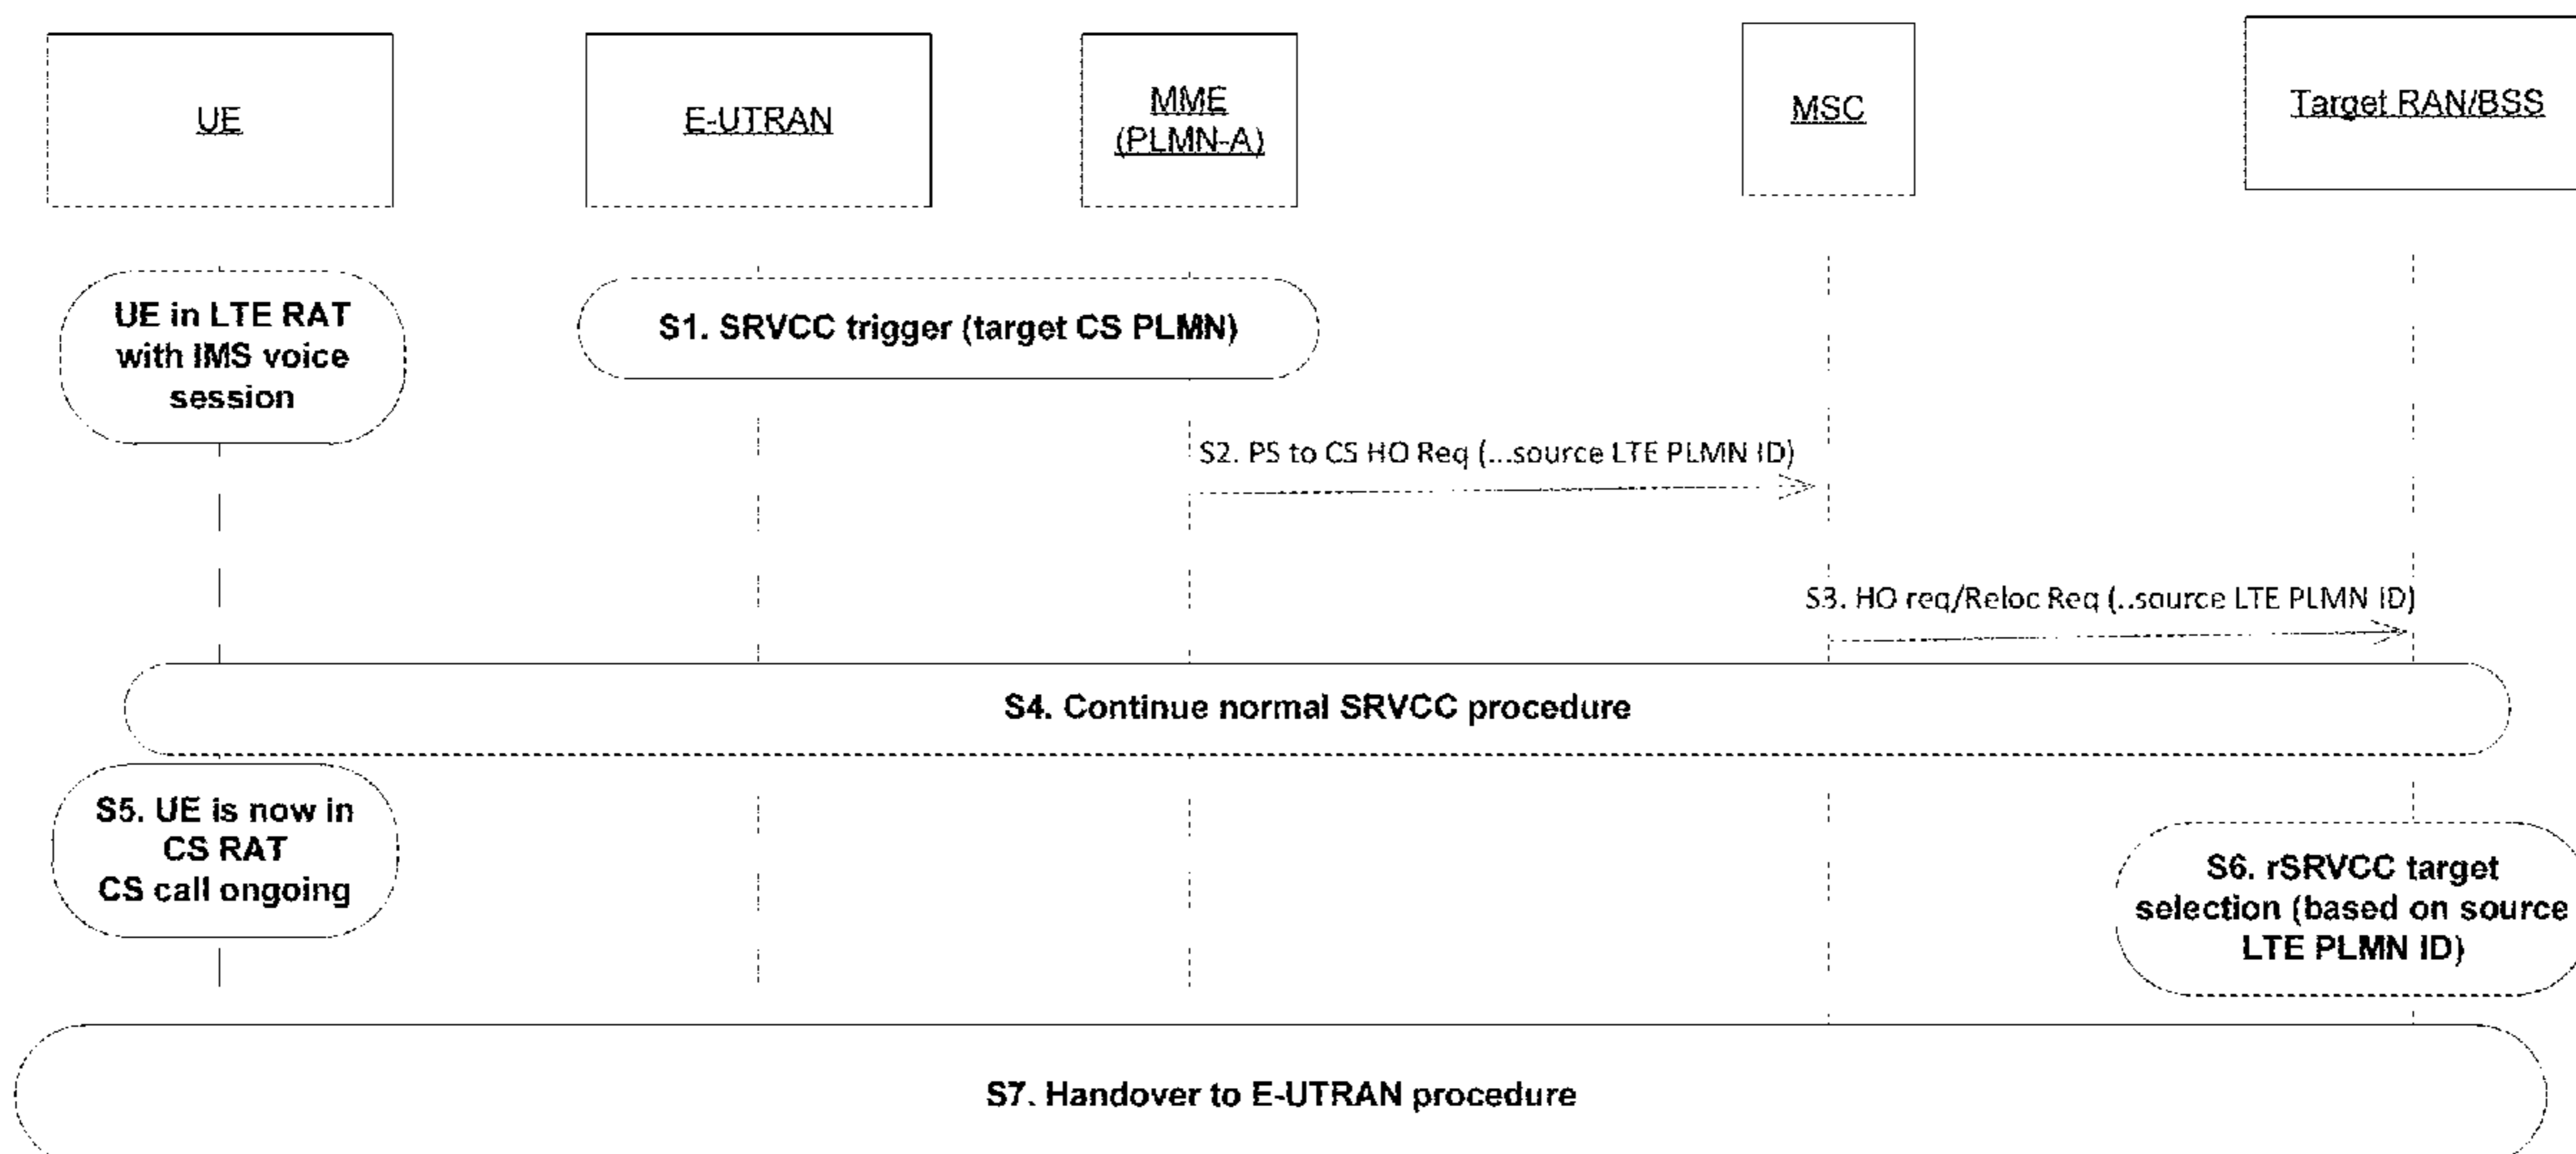 UE
E-UTRAN
MME
(PLMN-A)
MSC
Target RAN/BSS
UE in LTE RAT
with IMS voice
session
S1. SRVCC trigger (target CS PLMN)
S2. PS to CS HO Req (...source LTE PLMN ID)
S3. HO req/Reloc Req (..source LTE PLMN ID)
S4. Continue normal SRVCC procedure
S5. UE is now in
CS RAT
CS call ongoing
S6. rSRVCC target
selection (based on source
LTE PLMN ID)
S7. Handover to E-UTRAN procedure